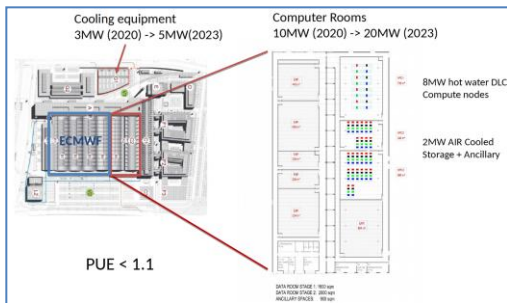 Cooling equipment
3MW (2020) -> 5MW(2023)
Computer Rooms
10MW (2020) -> 20MW (2023)
ECMWF
8MW hot water DLC
Compute nodes
2MW AIR Cooled
Storage + Ancillary
PUE < 1.1